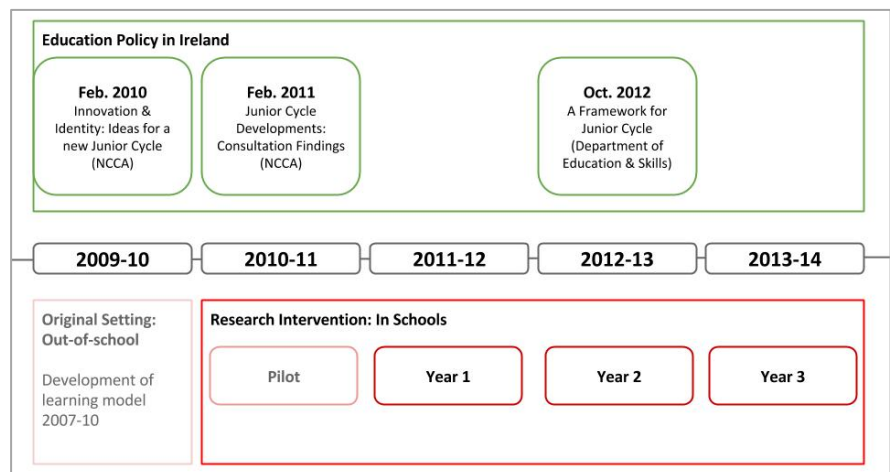 Education Policy in Ireland
Feb. 2010
Innovation &
Identity: Ideas for a
new Junior Cycle
(NCCA)
Feb. 2011
Junior Cycle
Developments:
Consultation Findings
(NCCA)
Oct. 2012
A Framework for
Junior Cycle
(Department of
Education & Skills)
2009-10
2010-11
2011-12
2012-13
2013-14
Original Setting:
Out-of-school
Development of
learning model
2007-10
Research Intervention: In Schools
Pilot
Year 1
Year 2
Year 3